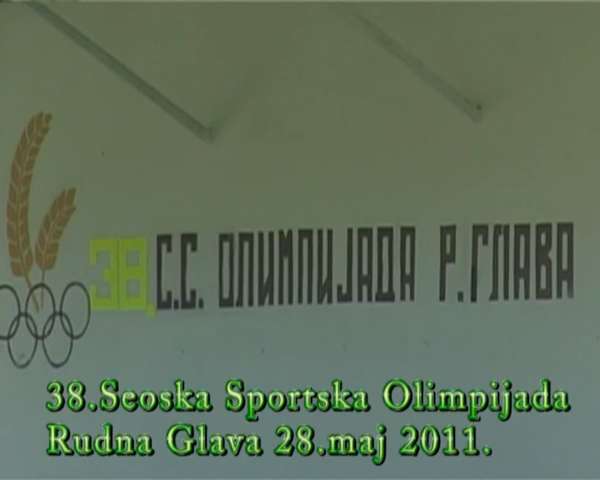 38. С.С. ОЛИМПИЈАДА Р.ГЛАВА
38.Seoska Sportska Olimpijada
Rudna Glava 28.maj 2011.